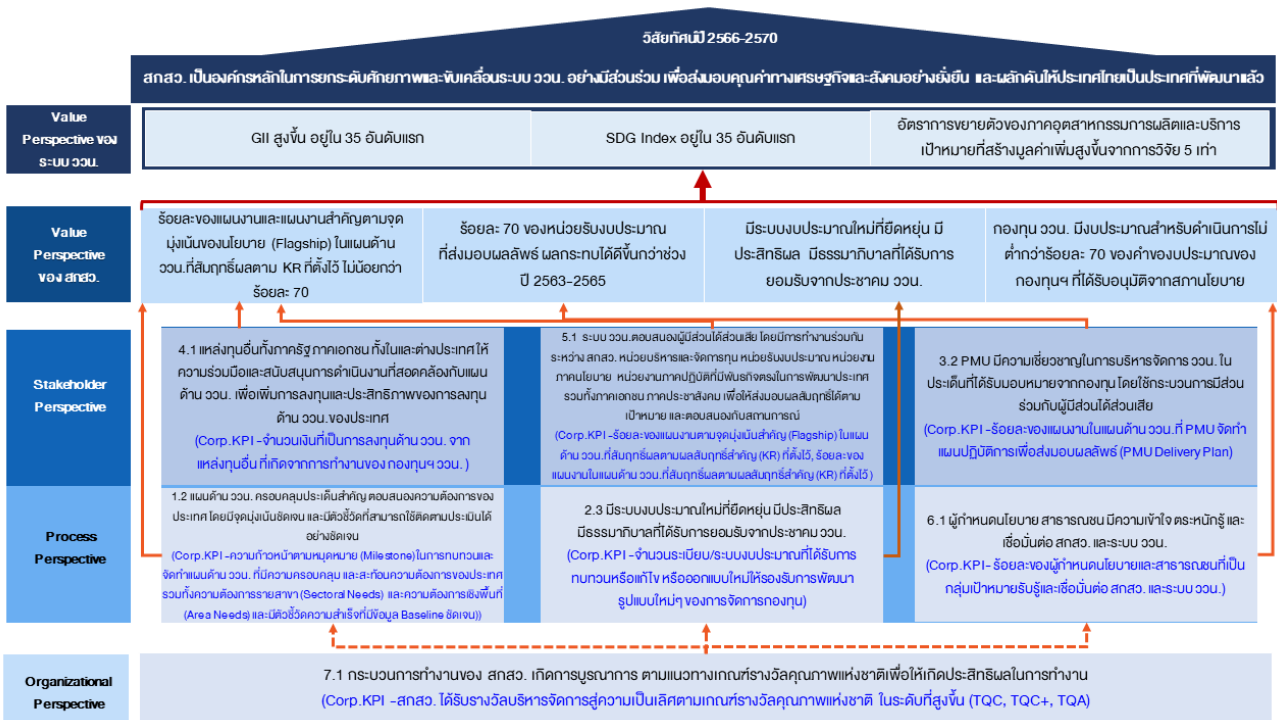 วิสัยทัศน์ปี 2566-2570
สกสว. เป็นองค์กรหลักในการยกระดับศักยภาพและขับเคลื่อนระบบ ววน. อย่างมีส่วนร่วม เพื่อส่งมอบคุณค่าทางเศรษฐกิจและสังคมอย่างยั่งยืน และผลักดันให้ประเทศไทยเป็นประเทศที่พัฒนาแล้ว
Value
Perspective ของ
ระบบ ววน.
GII สูงขึ้น อยู่ใน 35 อันดับแรก
SDG Index อยู่ใน 35 อันดับแรก
อัตราการขยายตัวของภาคอุตสาหกรรมการผลิตและบริการ
เป้าหมายที่สร้างมูลค่าเพิ่มสูงขึ้นจากการวิจัย 5 เท่า
Value
Perspective
ของ สกสว.
ร้อยละของแผนงานและแผนงานสำคัญตามจุด
มุ่งเน้นของนโยบาย (Flagship) ในแผนด้าน
ววน.ที่สัมฤทธิ์ผลตาม KR ที่ตั้งไว้ ไม่น้อยกว่า
ร้อยละ 70
ร้อยละ 70 ของหน่วยรับงบประมาณ
ที่ส่งมอบผลลัพธ์ ผลกระทบได้ดีขึ้นกว่าช่วง
ปี 2563-2565
มีระบบงบประมาณใหม่ที่ยืดหยุ่น มี
ประสิทธิผล มีธรรมาภิบาลที่ได้รับการ
ยอมรับจากประชาคม ววน.
กองทุน ววน. มีงบประมาณสำหรับดำเนินการไม่
ต่ำกว่าร้อยละ 70 ของคำของบประมาณของ
กองทุนฯ ที่ได้รับอนุมัติจากสภานโยบาย
Stakeholder
Perspective
4.1 แหล่งทุนอื่นทั้งภาครัฐ ภาคเอกชน ทั้งในและต่างประเทศ ให้
ความร่วมมือและสนับสนุนการดำเนินงานที่สอดคล้องกับแผน
ด้าน ววน. เพื่อเพิ่มการลงทุนและประสิทธิภาพของการลงทุน
ด้าน ววน.ของประเทศ
(Corp.KPI -จำนวนเงินที่เป็นการลงทุนด้าน ววน. จาก
แหล่งทุนอื่น ที่เกิดจากการทำงานของ กองทุนฯ ววน. )
5.1 ระบบ ววน.ตอบสนองผู้มีส่วนได้ส่วนเสีย โดยมีการทำงานร่วมกัน
ระหว่าง สกสว. หน่วยบริหารและจัดการทุน หน่วยรับงบประมาณ หน่วยงาน
ภาคนโยบาย หน่วยงานภาคปฏิบัติที่มีพันธกิจตรงในการพัฒนาประเทศ
รวมทั้งภาคเอกชน ภาคประชาสังคม เพื่อให้ส่งมอบผลสัมฤทธิ์ได้ตาม
เป้าหมาย และตอบสนองกับสถานการณ์
(Corp.KPI -ร้อยละของแผนงานตามจุดมุ่งเน้นสำคัญ (Flagship) ในแผน
ด้าน ววน.ที่สัมฤทธิ์ผลตามผลสัมฤทธิ์สำคัญ (KR) ที่ตั้งไว้, ร้อยละของ
แผนงานในแผนด้าน ววน.ที่สัมฤทธิ์ผลตามผลสัมฤทธิ์สำคัญ (KR) ที่ตั้งไว้ )
3.2 PMU มีความเชี่ยวชาญในการบริหารจัดการ ววน. ใน
ประเด็นที่ได้รับมอบหมายจากกองทุน โดยใช้กระบวนการมีส่วน
ร่วมกับผู้มีส่วนได้ส่วนเสีย
(Corp.KPI -ร้อยละของแผนงานในแผนด้าน ววน.ที่ PMU จัดทำ
แผนปฏิบัติการเพื่อส่งมอบผลลัพธ์ (PMU Delivery Plan)
Process
Perspective
1.2 แผนด้าน ววน. ครอบคลุมประเด็นสำคัญ ตอบสนองความต้องการของ
ประเทศ โดยมีจุดมุ่งเน้นชัดเจน และมีตัวชี้วัดที่สามารถใช้ติดตามประเมินได้
อย่างชัดเจน
(Corp.KPI -ความก้าวหน้าตามหมุดหมาย (Milestone) ในการทบทวนและ
จัดทำแผนด้าน ววน. ที่มีความครอบคลุม และสะท้อนความต้องการของประเทศ
รวมทั้งความต้องการรายสาขา (Sectoral Needs) และความต้องการเชิงพื้นที่
(Area Needs) และมีตัวชี้วัดความสำเร็จที่มีข้อมูล Baseline ชัดเจน))
2.3 มีระบบงบประมาณใหม่ที่ยืดหยุ่น มีประสิทธิผล
มีธรรมาภิบาลที่ได้รับการยอมรับจากประชาคม ววน.
(Corp.KPI -จำนวนระเบียบ/ระบบงบประมาณที่ได้รับการ
ทบทวนหรือแก้ไข หรือออกแบบใหม่ให้รองรับการพัฒนา
รูปแบบใหม่ๆ ของการจัดการกองทุน)
6.1 ผู้กำหนดนโยบาย สาธารณชน มีความเข้าใจ ตระหนักรู้ และ
เชื่อมั่นต่อ สกสว. และระบบ ววน.
(Corp.KPI- ร้อยละของผู้กำหนดนโยบายและสาธารณชนที่เป็น
กลุ่มเป้าหมายรับรู้และเชื่อมั่นต่อ สกสว. และระบบ ววน.)
Organizational
Perspective
7.1 กระบวนการทำงานของ สกสว. เกิดการบูรณาการ ตามแนวทางเกณฑ์รางวัลคุณภาพแห่งชาติเพื่อให้เกิดประสิทธิผลในการทำงาน
(Corp.KPI -สกสว. ได้รับรางวัลบริหารจัดการสู่ความเป็นเลิศตามเกณฑ์รางวัลคุณภาพแห่งชาติ ในระดับที่สูงขึ้น (TQC, TQC+, TQA)